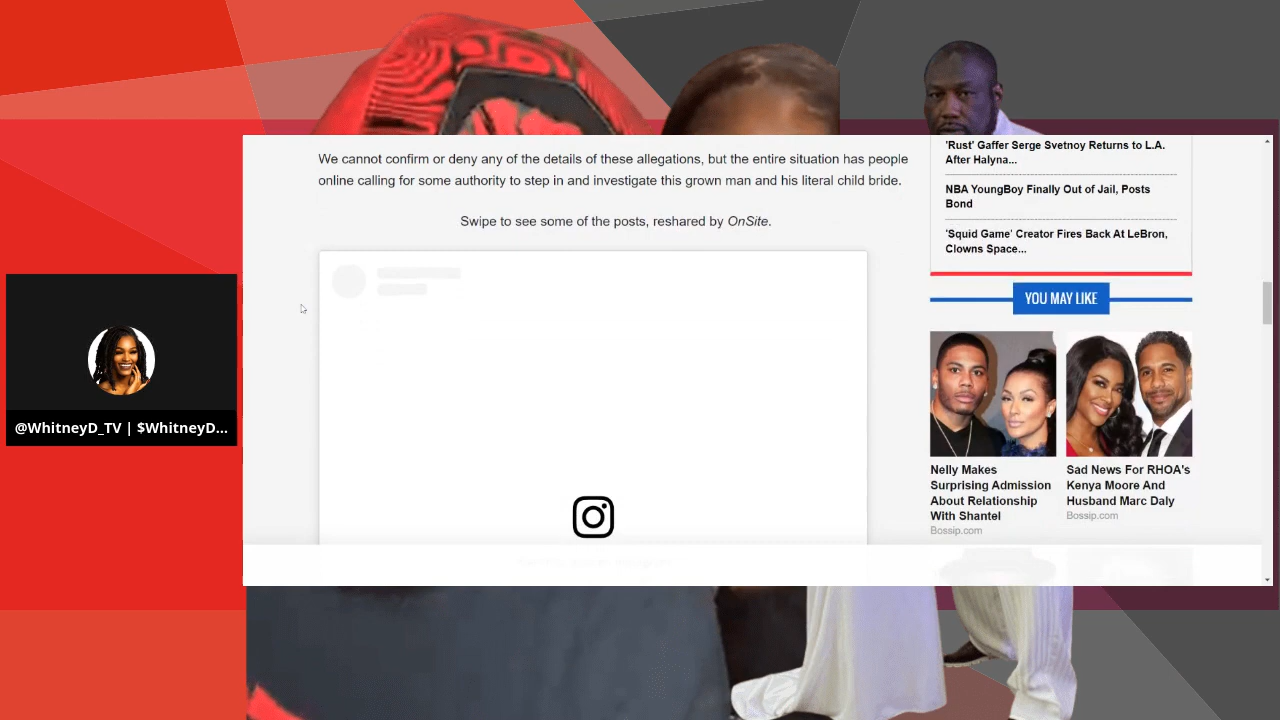 We cannot confirm or deny any of the details of these allegations, but the entire situation has people
online calling for some authority to step in and investigate this grown man and his literal child bride.
Swipe to see some of the posts, reshared by OnSite.
'Rust' Gaffer Serge Svetnoy Returns to L.A.
After Halyna...
NBA YoungBoy Finally Out of Jail, Posts
Bond
'Squid Game' Creator Fires Back At LeBron,
Clowns Space...
YOU MAY LIKE
Nelly Makes
Surprising Admission
About Relationship
With Shantel
Bossip.com
Sad News For RHOA's
Kenya Moore And
Husband Marc Daly
Bossip.com
@WhitneyD_TV | $WhitneyD...